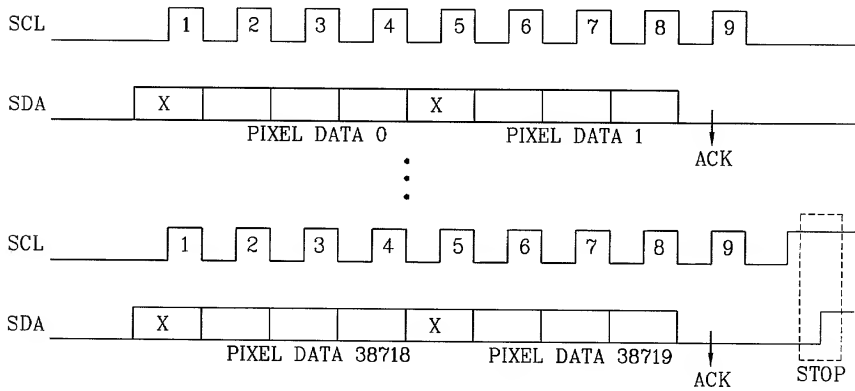 SCL 1 2 3 4 5 6 7 8 9
SDA X X
PIXEL DATA 0 PIXEL DATA 1
ACK
SCL 1 2 3 4 5 6 7 8 9
SDA X X
PIXEL DATA 38718 PIXEL DATA 38719
ACK STOP